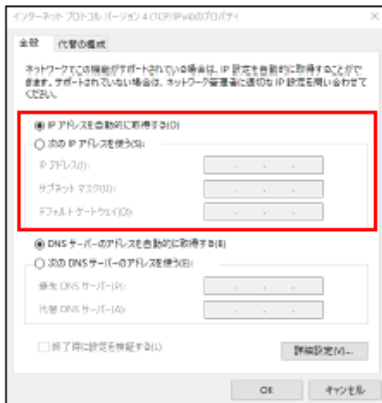 インターネット プロトコル バージョン 4 (TCP/IPv4)のプロパティ
全般
代替の構成
ネットワークでこの機能がサポートされている場合は、IP 設定を自動的に取得することがで
きます。サポートされていない場合は、ネットワーク管理者に適切な IP 設定を問い合わせて
ください。
IP アドレスを自動的に取得する(O)
次の IP アドレスを使う(S):
IP アドレス(I):
サブネット マスク(U):
デフォルト ゲートウェイ(D):
DNS サーバーのアドレスを自動的に取得する(B)
次の DNS サーバーのアドレスを使う(E):
優先 DNS サーバー(P):
代替 DNS サーバー(A):
終了時に設定を検証する(L)
詳細設定(V)...
OK
キャンセル